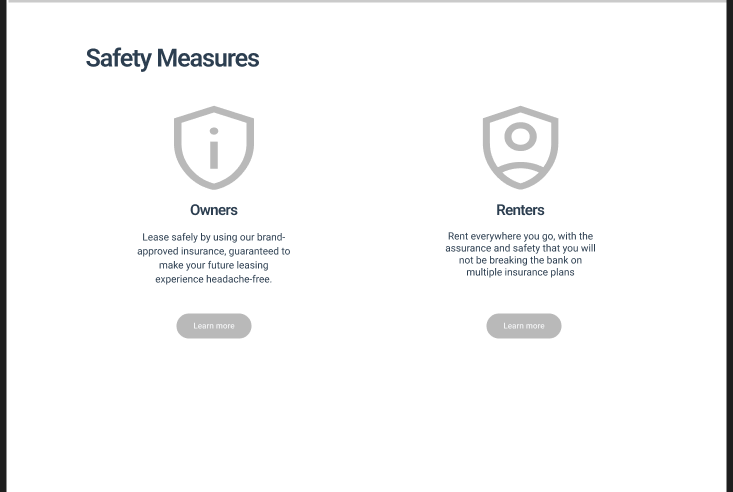 Safety Measures
Owners
Lease safely by using our brand-
approved insurance, guaranteed to
make your future leasing
experience headache-free.
Learn more
Renters
Rent everywhere you go, with the
assurance and safety that you will
not be breaking the bank on
multiple insurance plans
Learn more